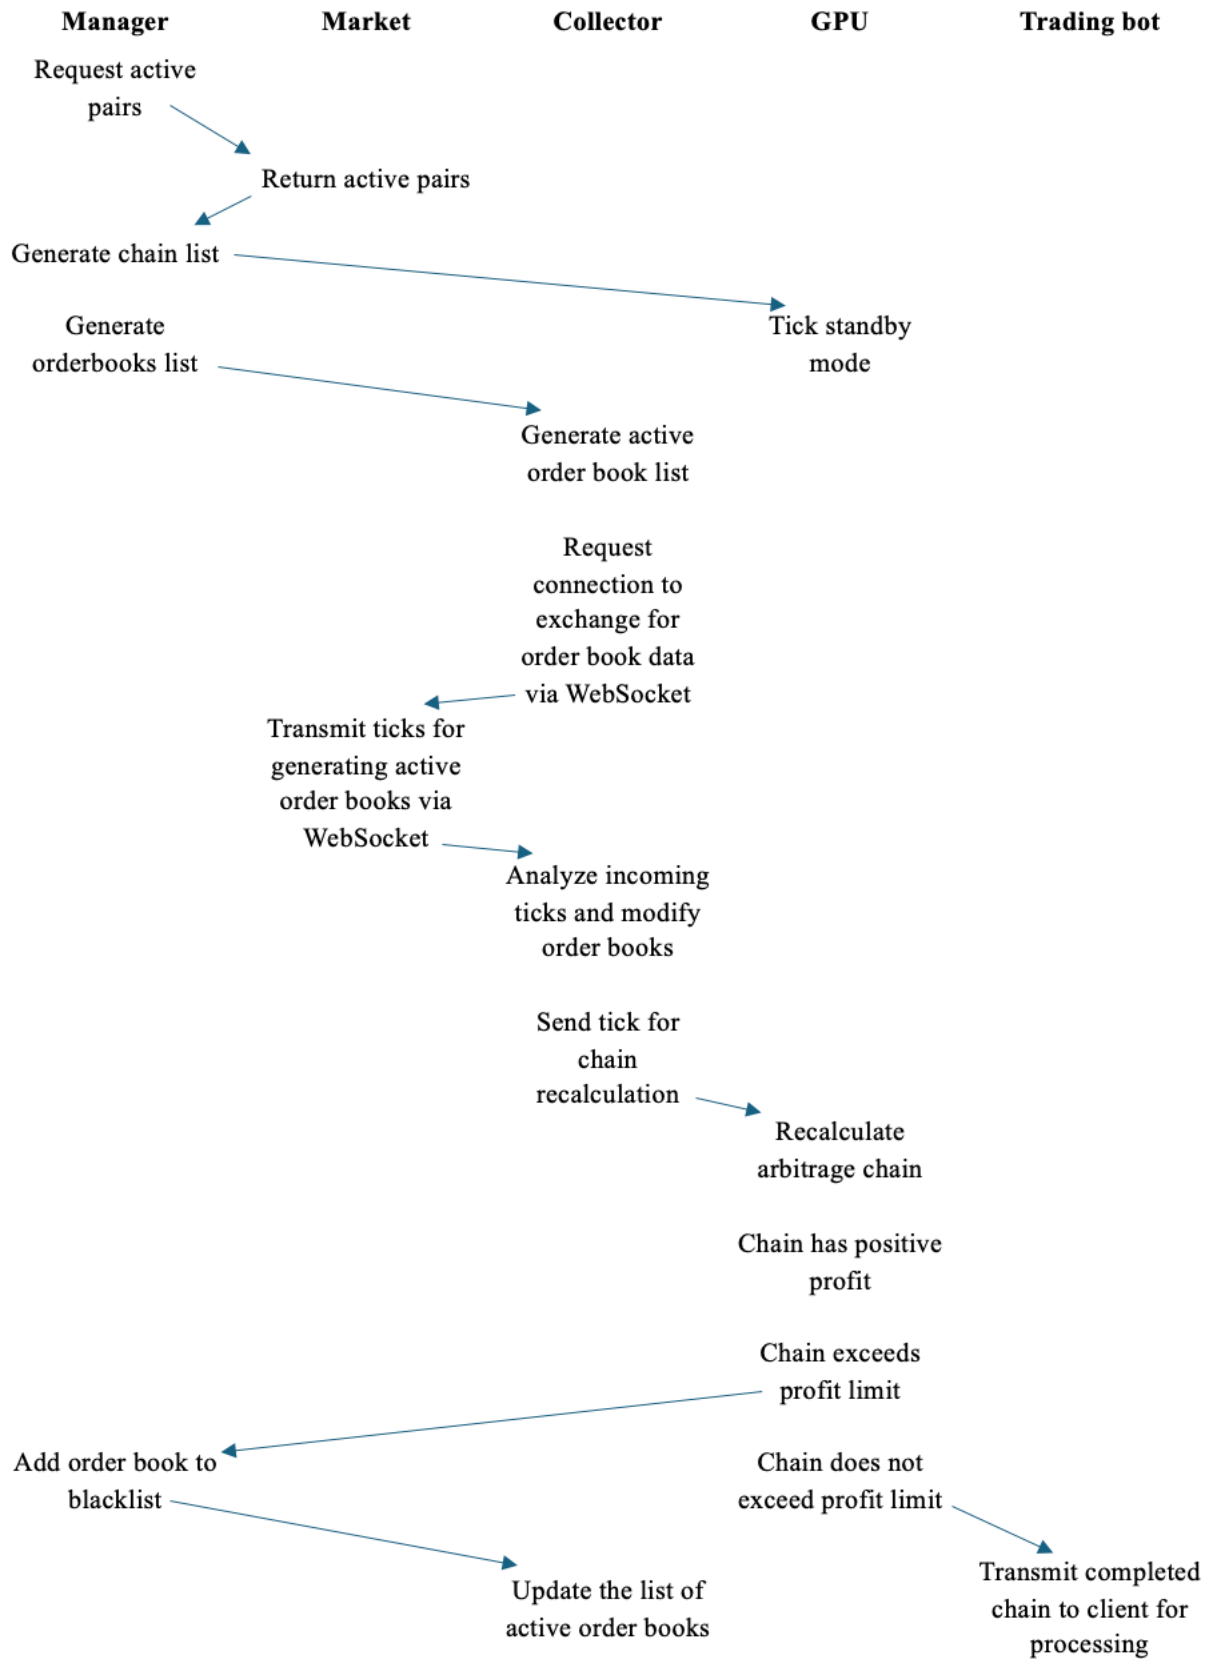 Manager Market Collector GPU Trading bot
Request active
pairs
Return active pairs
Generate chain list
Generate
orderbooks list
Tick standby
mode
Generate active
order book list
Request
connection to
exchange for
order book data
via WebSocket
Transmit ticks for
generating active
order books via
WebSocket
Analyze incoming
ticks and modify
order books
Send tick for
chain
recalculation
Recalculate
arbitrage chain
Chain has positive
profit
Chain exceeds
profit limit
Add order book to
blacklist
Chain does not
exceed profit limit
Update the list of
active order books
Transmit completed
chain to client for
processing